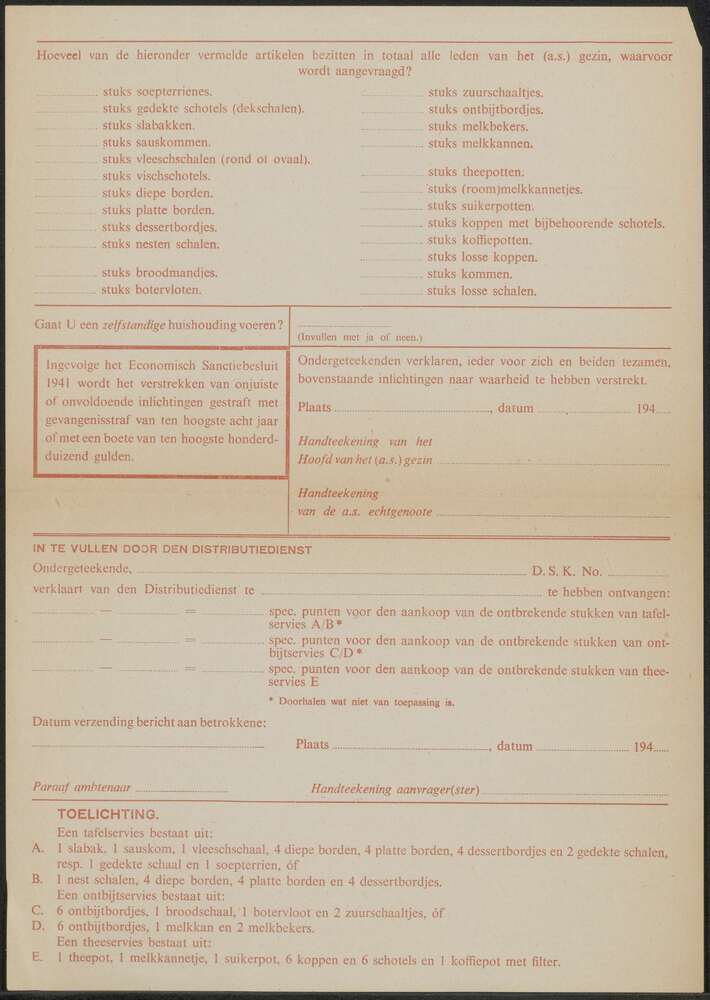 Hoeveel van de hieronder vermelde artikelen bezitten in totaal alle leden van het (a.s.) gezin, waarvoor
wordt aangevraagd?
stuks soepterrienes.
stuks gedekte schotels (dekschalen).
stuks slabakken.
stuks sauskommen.
stuks vleeschschalen (rond of ovaal).
stuks vischschotels.
stuks diepe borden.
stuks platte borden.
stuks dessertbordjes.
stuks nesten schalen.
stuks broodmandjes.
stuks botervloten.
stuks zuurschaaltjes.
stuks ontbijtbordjes.
stuks melkbekers.
stuks melkkannen.
stuks theepotten.
stuks (room)melkkannetjes.
stuks suikerpotten.
stuks koppen met bijbehoorende schotels.
stuks koffiepotten.
stuks losse koppen.
stuks kommen.
stuks losse schalen.
Gaat U een zelfstandige huishouding voeren?
(Invullen met ja of neen.)
Ingevolge het Economisch Sanctiebesluit
1941 wordt het verstrekken van onjuiste
of onvoldoende inlichtingen gestraft met
gevangenisstraf van ten hoogste acht jaar
of met een boete van ten hoogste honderd-
duizend gulden.
Ondergeteekenden verklaren, ieder voor zich en beiden tezamen,
bovenstaande inlichtingen naar waarheid te hebben verstrekt.
Plaats , datum 194
Handteekening van het
Hoofd van het (a.s.) gezin
Handteekening
van de a.s. echtgenoote
IN TE VULLEN DOOR DEN DISTRIBUTIEDIENST
Ondergeteekende, D. S. K. No.
verklaart van den Distributiedienst te te hebben ontvangen:
— = spec. punten voor den aankoop van de ontbrekende stukken van tafel-
servies A/B *
— = spec. punten voor den aankoop van de ontbrekende stukken van ont-
bijtservies C/D *
— = spec. punten voor den aankoop van de ontbrekende stukken van thee-
servies E
* Doorhalen wat niet van toepassing is.
Datum verzending bericht aan betrokkene:
Plaats , datum 194
Paraaf ambtenaar Handteekening aanvrager(ster)
TOELICHTING.
Een tafelservies bestaat uit:
A. 1 slabak, 1 sauskom, 1 vleeschschaal, 4 diepe borden, 4 platte borden, 4 dessertbordjes en 2 gedekte schalen,
resp. 1 gedekte schaal en 1 soepterrien, óf
B. 1 nest schalen, 4 diepe borden, 4 platte borden en 4 dessertbordjes.
Een ontbijtservies bestaat uit:
C. 6 ontbijtbordjes, 1 broodschaal, 1 botervloot en 2 zuurschaaltjes, óf
D. 6 ontbijtbordjes, 1 melkkan en 2 melkbekers.
Een theeservies bestaat uit:
E. 1 theepot, 1 melkkannetje, 1 suikerpot, 6 koppen en 6 schotels en 1 koffiepot met filter.